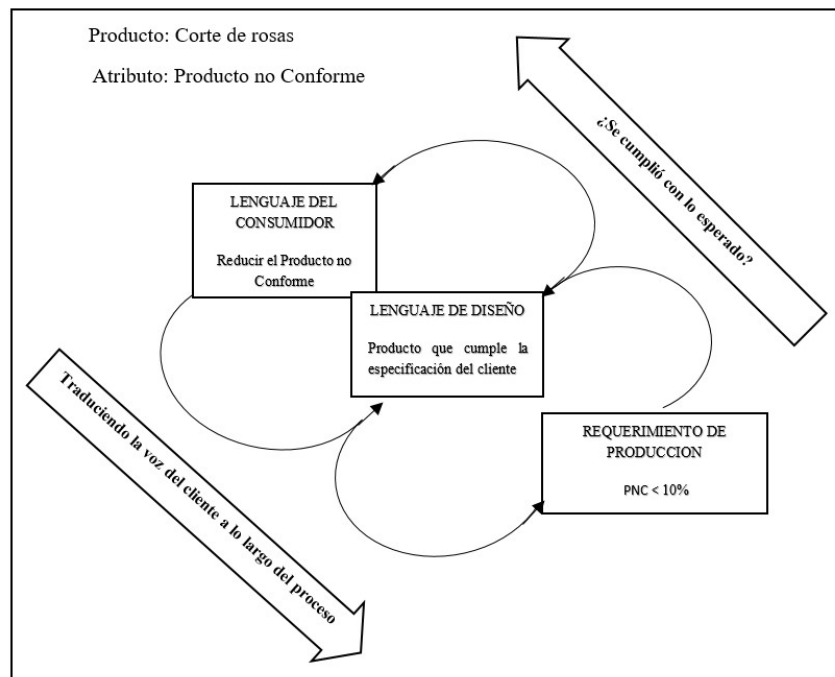 Producto: Corte de rosas
Atributo: Producto no Conforme
¿Se cumplió con lo esperado?
LENGUAJE DEL
CONSUMIDOR
Reducir el Producto no
Conforme
LENGUAJE DE DISEÑO
Producto que cumple la
especificación del cliente
Traduciendo la voz del cliente a lo largo del proceso
REQUERIMIENTO DE
PRODUCCION
PNC < 10%